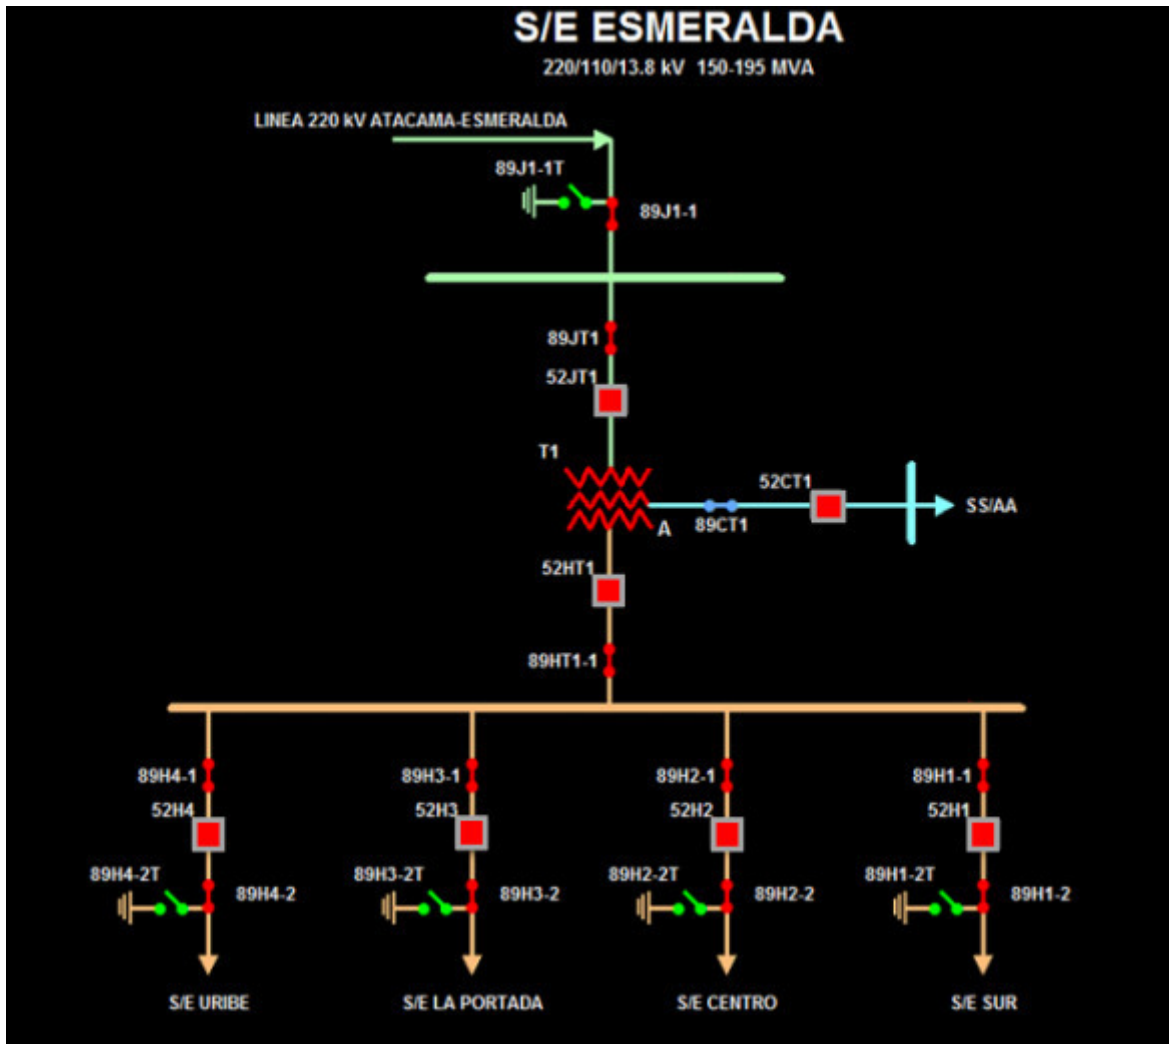 S/E ESMERALDA
220/110/13.8 kV 150-195 MVA
LINEA 220 kV ATACAMA-ESMERALDA
89J1-1T
89J1-1
89JT1
52JT1
T1
52CT1
SS/AA
89CT1
A
52HT1
89HT1-1
89H4-1
89H3-1
89H2-1
89H1-1
52H4
52H3
52H2
52H1
89H4-2T
89H4-2
89H3-2T
89H3-2
89H2-2T
89H2-2
89H1-2T
89H1-2
S/E URIBE
S/E LA PORTADA
S/E CENTRO
S/E SUR